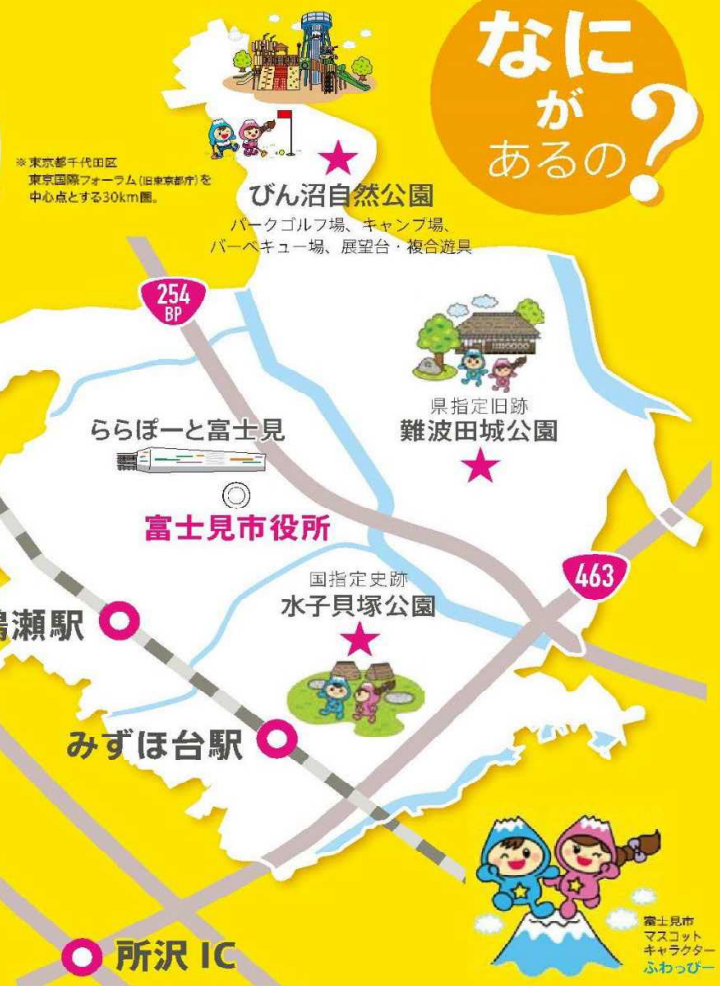 なに
が
あるの?
※東京都千代田区
東京国際フォーラム(旧東京都庁)を
中心点とする30km圏。
びん沼自然公園
パークゴルフ場、キャンプ場、
バーベキュー場、展望台・複合遊具
254
BP
県指定旧跡
難波田城公園
ららぽーと富士見
富士見市役所
463
国指定史跡
水子貝塚公園
瀬駅
みずほ台駅
所沢 IC
富士見市
マスコット
キャラクター
ふわっぴー